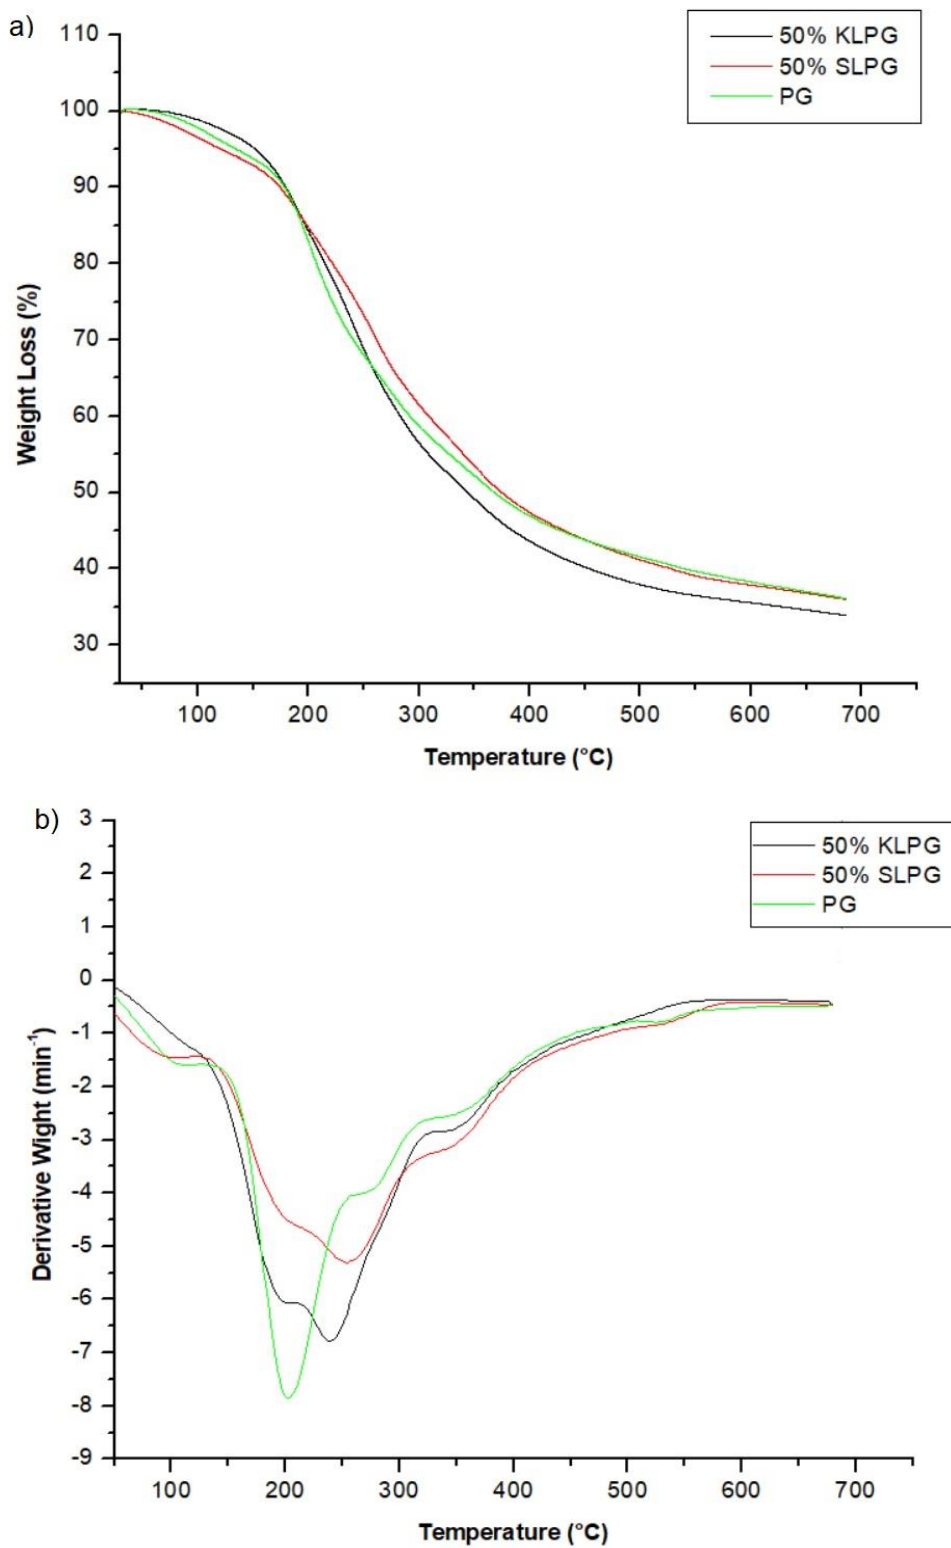 a)
110
100
90
80
70
60
50
40
30
Weight Loss (%)
50% KLPG
50% SLPG
PG
100 200 300 400 500 600 700
Temperature (°C)
b)
3
2
1
0
-1
-2
-3
-4
-5
-6
-7
-8
-9
Derivative Wight (min⁻¹)
50% KLPG
50% SLPG
PG
100 200 300 400 500 600 700
Temperature (°C)